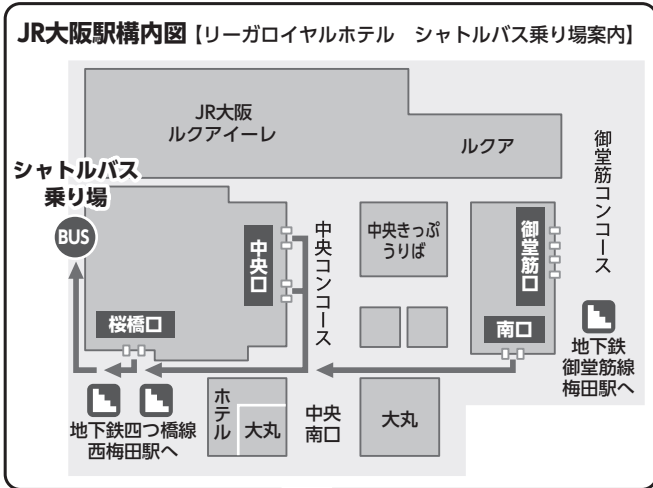 JR大阪駅構内図【リーガロイヤルホテル　シャトルバス乗り場案内】
JR大阪
ルクアイーレ
ルクア
御堂筋コンコース
シャトルバス
乗り場
BUS
中央口
中央コンコース
中央きっぷ
うりば
御堂筋口
桜橋口
南口
地下鉄
御堂筋線
梅田駅へ
地下鉄四つ橋線
西梅田駅へ
ホテル
大丸
中央
南口
大丸